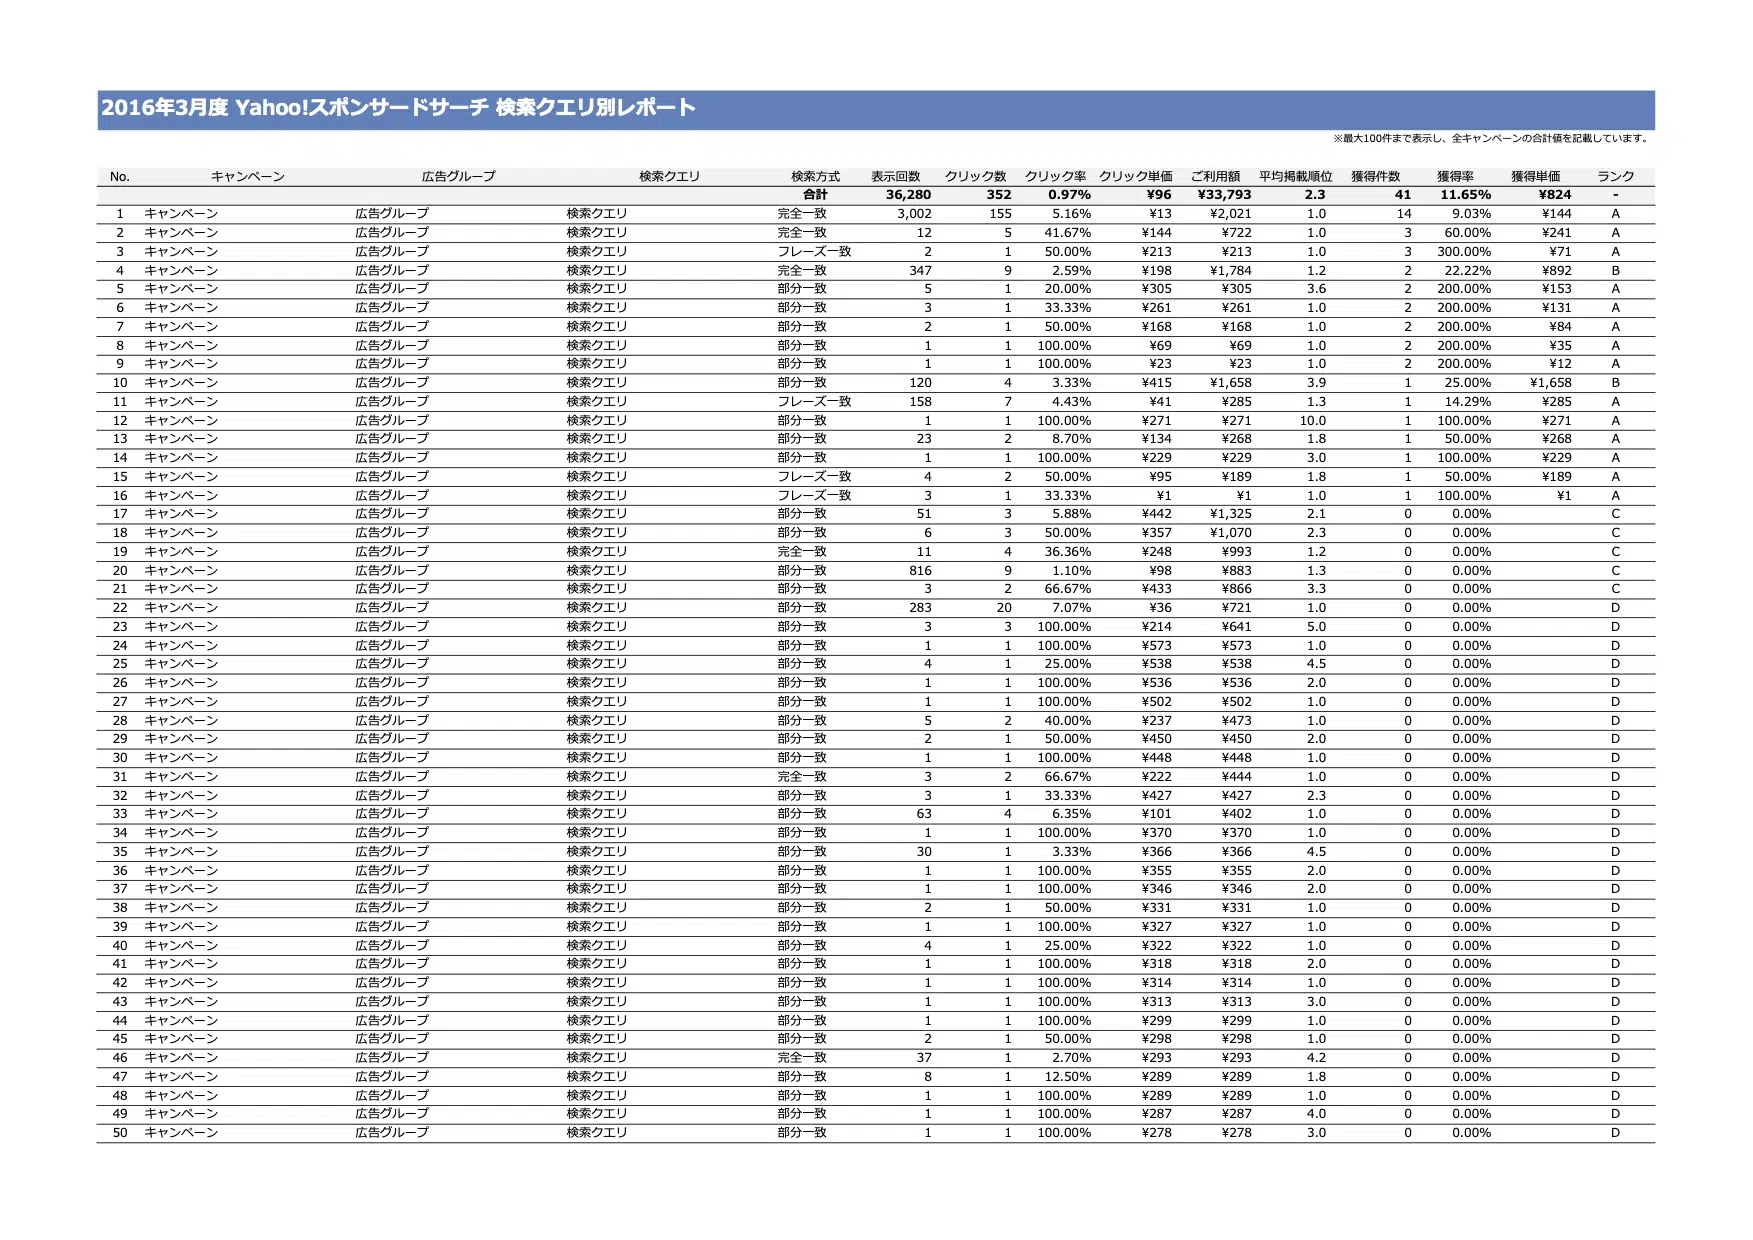 2016年3月度 Yahoo!スポンサードサーチ 検索クエリ別レポート
※最大100件まで表示し、全キャンペーンの合計値を記載しています。
No. キャンペーン 広告グループ 検索クエリ 検索方式 表示回数 クリック数 クリック率 クリック単価 ご利用額 平均掲載順位 獲得件数 獲得率 獲得単価 ランク
合計 36,280 352 0.97% ¥96 ¥33,793 2.3 41 11.65% ¥824 -
1 キャンペーン 広告グループ 検索クエリ 完全一致 3,002 155 5.16% ¥13 ¥2,021 1.0 14 9.03% ¥144 A
2 キャンペーン 広告グループ 検索クエリ 完全一致 12 5 41.67% ¥144 ¥722 1.0 3 60.00% ¥241 A
3 キャンペーン 広告グループ 検索クエリ フレーズ一致 2 1 50.00% ¥213 ¥213 1.0 3 300.00% ¥71 A
4 キャンペーン 広告グループ 検索クエリ 完全一致 347 9 2.59% ¥198 ¥1,784 1.2 2 22.22% ¥892 B
5 キャンペーン 広告グループ 検索クエリ 部分一致 5 1 20.00% ¥305 ¥305 3.6 2 200.00% ¥153 A
6 キャンペーン 広告グループ 検索クエリ 部分一致 3 1 33.33% ¥261 ¥261 1.0 2 200.00% ¥131 A
7 キャンペーン 広告グループ 検索クエリ 部分一致 2 1 50.00% ¥168 ¥168 1.0 2 200.00% ¥84 A
8 キャンペーン 広告グループ 検索クエリ 部分一致 1 1 100.00% ¥69 ¥69 1.0 2 200.00% ¥35 A
9 キャンペーン 広告グループ 検索クエリ 部分一致 1 1 100.00% ¥23 ¥23 1.0 2 200.00% ¥12 A
10 キャンペーン 広告グループ 検索クエリ 部分一致 120 4 3.33% ¥415 ¥1,658 3.9 1 25.00% ¥1,658 B
11 キャンペーン 広告グループ 検索クエリ フレーズ一致 158 7 4.43% ¥41 ¥285 1.3 1 14.29% ¥285 A
12 キャンペーン 広告グループ 検索クエリ 部分一致 1 1 100.00% ¥271 ¥271 10.0 1 100.00% ¥271 A
13 キャンペーン 広告グループ 検索クエリ 部分一致 23 2 8.70% ¥134 ¥268 1.8 1 50.00% ¥268 A
14 キャンペーン 広告グループ 検索クエリ 部分一致 1 1 100.00% ¥229 ¥229 3.0 1 100.00% ¥229 A
15 キャンペーン 広告グループ 検索クエリ フレーズ一致 4 2 50.00% ¥95 ¥189 1.8 1 50.00% ¥189 A
16 キャンペーン 広告グループ 検索クエリ フレーズ一致 3 1 33.33% ¥1 ¥1 1.0 1 100.00% ¥1 A
17 キャンペーン 広告グループ 検索クエリ 部分一致 51 3 5.88% ¥442 ¥1,325 2.1 0 0.00% C
18 キャンペーン 広告グループ 検索クエリ 部分一致 6 3 50.00% ¥357 ¥1,070 2.3 0 0.00% C
19 キャンペーン 広告グループ 検索クエリ 完全一致 11 4 36.36% ¥248 ¥993 1.2 0 0.00% C
20 キャンペーン 広告グループ 検索クエリ 部分一致 816 9 1.10% ¥98 ¥883 1.3 0 0.00% C
21 キャンペーン 広告グループ 検索クエリ 部分一致 3 2 66.67% ¥433 ¥866 3.3 0 0.00% C
22 キャンペーン 広告グループ 検索クエリ 部分一致 283 20 7.07% ¥36 ¥721 1.0 0 0.00% D
23 キャンペーン 広告グループ 検索クエリ 部分一致 3 3 100.00% ¥214 ¥641 5.0 0 0.00% D
24 キャンペーン 広告グループ 検索クエリ 部分一致 1 1 100.00% ¥573 ¥573 1.0 0 0.00% D
25 キャンペーン 広告グループ 検索クエリ 部分一致 4 1 25.00% ¥538 ¥538 4.5 0 0.00% D
26 キャンペーン 広告グループ 検索クエリ 部分一致 1 1 100.00% ¥536 ¥536 2.0 0 0.00% D
27 キャンペーン 広告グループ 検索クエリ 部分一致 1 1 100.00% ¥502 ¥502 1.0 0 0.00% D
28 キャンペーン 広告グループ 検索クエリ 部分一致 5 2 40.00% ¥237 ¥473 1.0 0 0.00% D
29 キャンペーン 広告グループ 検索クエリ 部分一致 2 1 50.00% ¥450 ¥450 2.0 0 0.00% D
30 キャンペーン 広告グループ 検索クエリ 部分一致 1 1 100.00% ¥448 ¥448 1.0 0 0.00% D
31 キャンペーン 広告グループ 検索クエリ 完全一致 3 2 66.67% ¥222 ¥444 1.0 0 0.00% D
32 キャンペーン 広告グループ 検索クエリ 部分一致 3 1 33.33% ¥427 ¥427 2.3 0 0.00% D
33 キャンペーン 広告グループ 検索クエリ 部分一致 63 4 6.35% ¥101 ¥402 1.0 0 0.00% D
34 キャンペーン 広告グループ 検索クエリ 部分一致 1 1 100.00% ¥370 ¥370 1.0 0 0.00% D
35 キャンペーン 広告グループ 検索クエリ 部分一致 30 1 3.33% ¥366 ¥366 4.5 0 0.00% D
36 キャンペーン 広告グループ 検索クエリ 部分一致 1 1 100.00% ¥355 ¥355 2.0 0 0.00% D
37 キャンペーン 広告グループ 検索クエリ 部分一致 1 1 100.00% ¥346 ¥346 2.0 0 0.00% D
38 キャンペーン 広告グループ 検索クエリ 部分一致 2 1 50.00% ¥331 ¥331 1.0 0 0.00% D
39 キャンペーン 広告グループ 検索クエリ 部分一致 1 1 100.00% ¥327 ¥327 1.0 0 0.00% D
40 キャンペーン 広告グループ 検索クエリ 部分一致 4 1 25.00% ¥322 ¥322 1.0 0 0.00% D
41 キャンペーン 広告グループ 検索クエリ 部分一致 1 1 100.00% ¥318 ¥318 2.0 0 0.00% D
42 キャンペーン 広告グループ 検索クエリ 部分一致 1 1 100.00% ¥314 ¥314 1.0 0 0.00% D
43 キャンペーン 広告グループ 検索クエリ 部分一致 1 1 100.00% ¥313 ¥313 3.0 0 0.00% D
44 キャンペーン 広告グループ 検索クエリ 部分一致 1 1 100.00% ¥299 ¥299 1.0 0 0.00% D
45 キャンペーン 広告グループ 検索クエリ 部分一致 2 1 50.00% ¥298 ¥298 1.0 0 0.00% D
46 キャンペーン 広告グループ 検索クエリ 完全一致 37 1 2.70% ¥293 ¥293 4.2 0 0.00% D
47 キャンペーン 広告グループ 検索クエリ 部分一致 8 1 12.50% ¥289 ¥289 1.8 0 0.00% D
48 キャンペーン 広告グループ 検索クエリ 部分一致 1 1 100.00% ¥289 ¥289 1.0 0 0.00% D
49 キャンペーン 広告グループ 検索クエリ 部分一致 1 1 100.00% ¥287 ¥287 4.0 0 0.00% D
50 キャンペーン 広告グループ 検索クエリ 部分一致 1 1 100.00% ¥278 ¥278 3.0 0 0.00% D